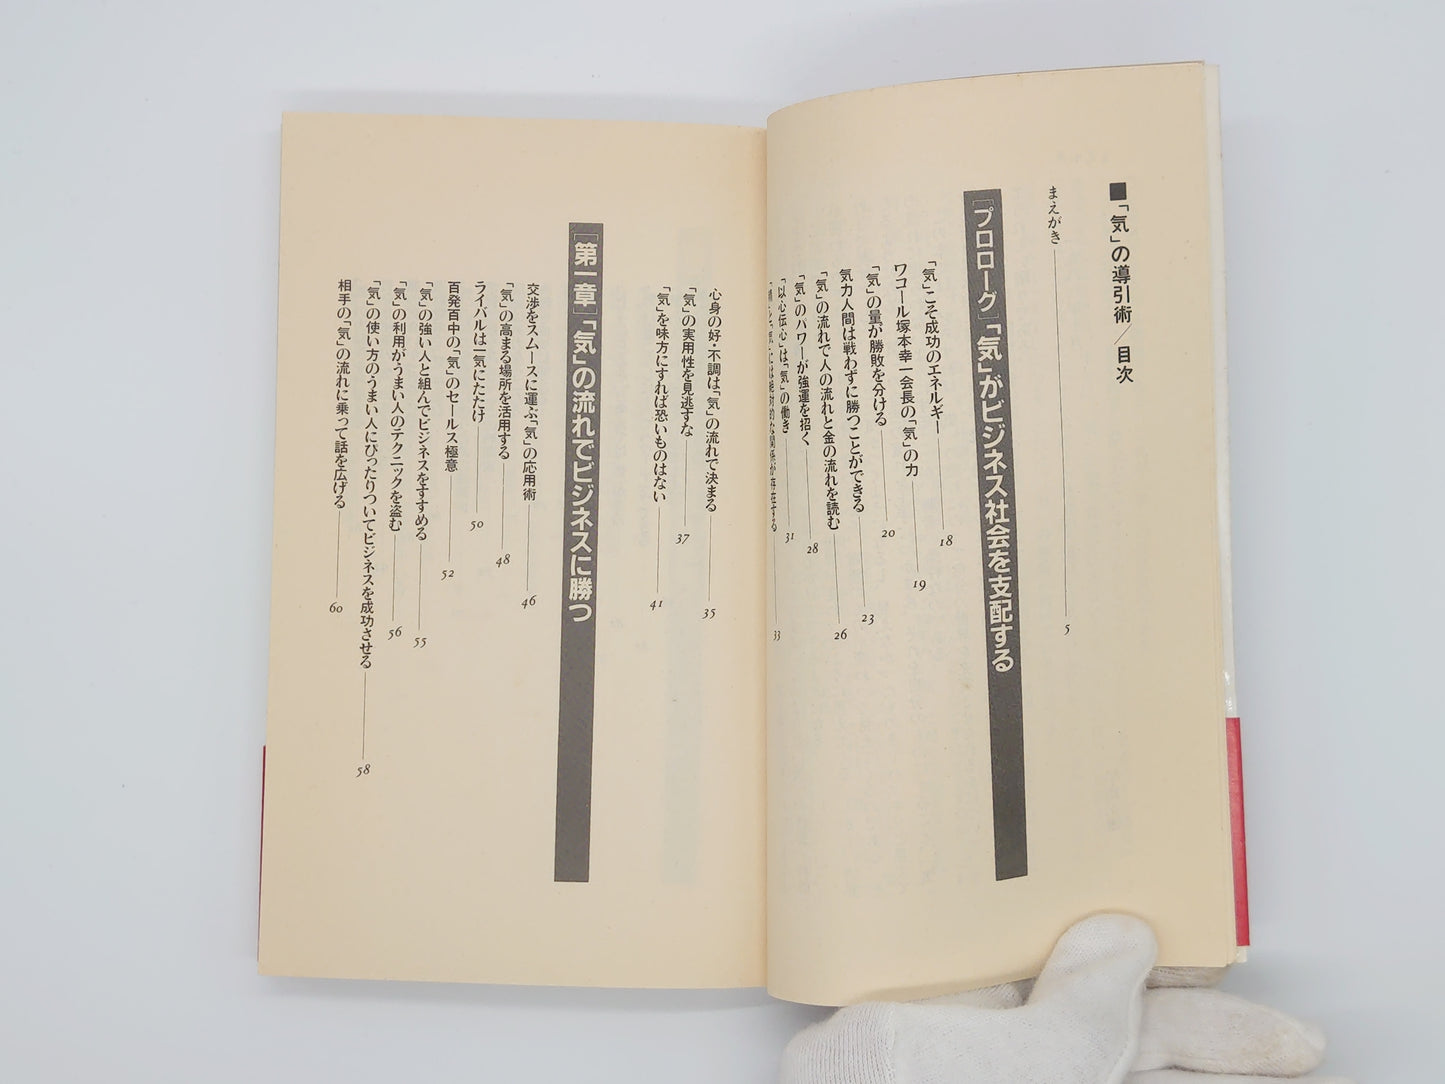 ■「気」の導引術／目次
まえがき 5
[プロローグ]「気」がビジネス社会を支配する
「気」こそ成功のエネルギー 18
ワコール塚本幸一会長の「気」の力 19
「気」の量が勝敗を分ける 20
気力人間は戦わずに勝つことができる 23
「気」の流れで人の流れと金の流れを読む 26
「気」のパワーが強運を招く 28
「以心伝心」は「気」の働き 31
「気」には絶対的な関係が存在する 33
心身の好・不調は「気」の流れで決まる 35
「気」の実用性を見逃すな 37
「気」を味方にすれば恐いものはない 41
[第一章]「気」の流れでビジネスに勝つ
交渉をスムースに運ぶ「気」の応用術 46
「気」の高まる場所を活用する 48
ライバルは一気にたたけ 50
百発百中の「気」のセールス極意 52
「気」の強い人と組んでビジネスをすすめる 55
「気」の利用がうまい人のテクニックを盗む 56
「気」の使い方のうまい人にぴったりついてビジネスを成功させる 58
相手の「気」の流れに乗って話を広げる 60